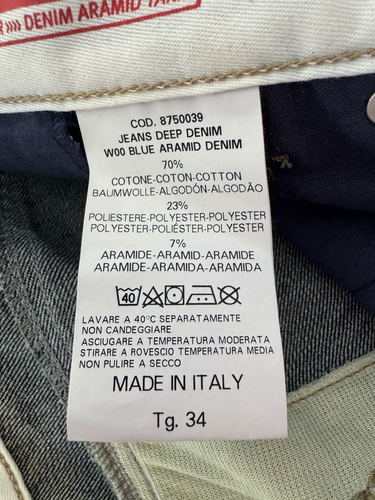 DENIM ARAMID
COD. 8750039
JEANS DEEP DENIM
W00 BLUE ARAMID DENIM
70%
COTONE-COTON-COTTON
BAUMWOLLE-ALGODÓN-ALGODÃO
23%
POLIESTERE-POLYESTER-POLYESTER
POLYESTER-POLIÉSTER-POLYESTER
7%
ARAMIDE-ARAMID-ARAMIDE
ARAMIDE-ARAMIDA-ARAMIDA
40
LAVARE A 40°C SEPARATAMENTE
NON CANDEGGIARE
ASCIUGARE A TEMPERATURA MODERATA
STIRARE A ROVESCIO TEMPERATURA MEDIA
NON PULIRE A SECCO
MADE IN ITALY
Tg. 34